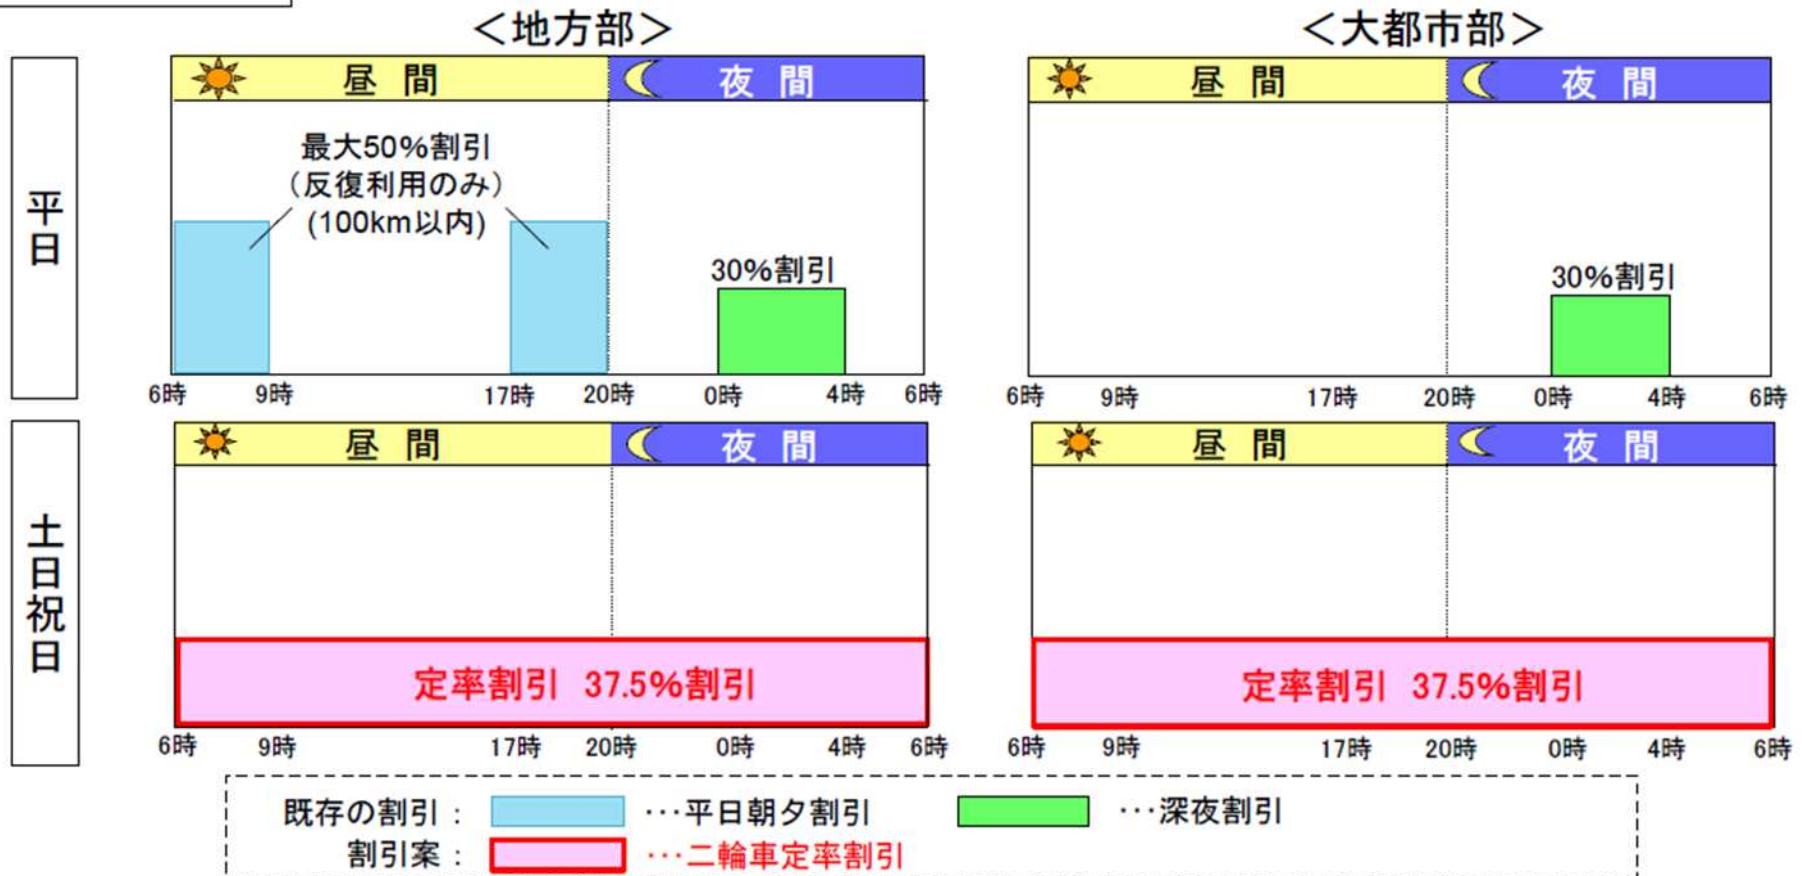 ＜地方部＞
＜大都市部＞
平日
昼 間
夜 間
最大50%割引
(反復利用のみ)
(100km以内)
30%割引
6時 9時 17時 20時 0時 4時 6時
昼 間
夜 間
30%割引
6時 9時 17時 20時 0時 4時 6時
土日祝日
昼 間
夜 間
定率割引 37.5%割引
6時 9時 17時 20時 0時 4時 6時
昼 間
夜 間
定率割引 37.5%割引
6時 9時 17時 20時 0時 4時 6時
既存の割引： …平日朝夕割引 …深夜割引
割引案： …二輪車定率割引